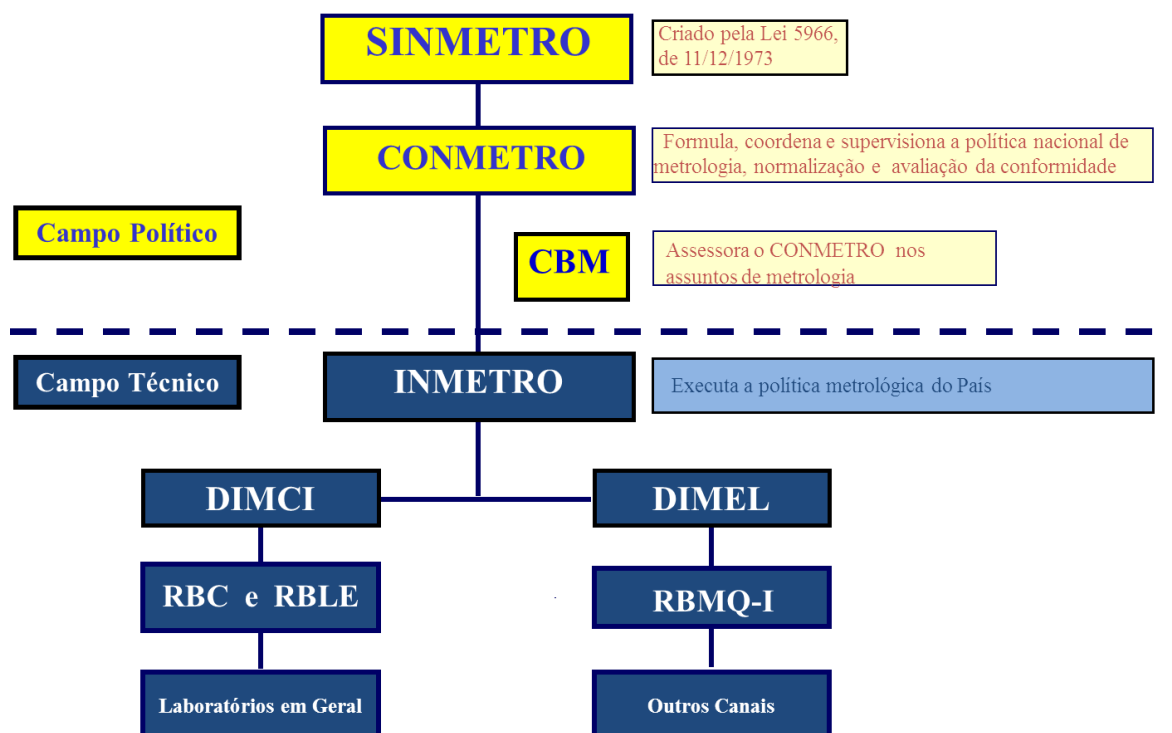 SINMETRO
Criado pela Lei 5966,
de 11/12/1973
CONMETRO
Formula, coordena e supervisiona a política nacional de
metrologia, normalização e avaliação da conformidade
Campo Político
CBM
Assessora o CONMETRO nos
assuntos de metrologia
Campo Técnico
INMETRO
Executa a política metrológica do País
DIMCI
DIMEL
RBC e RBLE
RBMQ-I
Laboratórios em Geral
Outros Canais